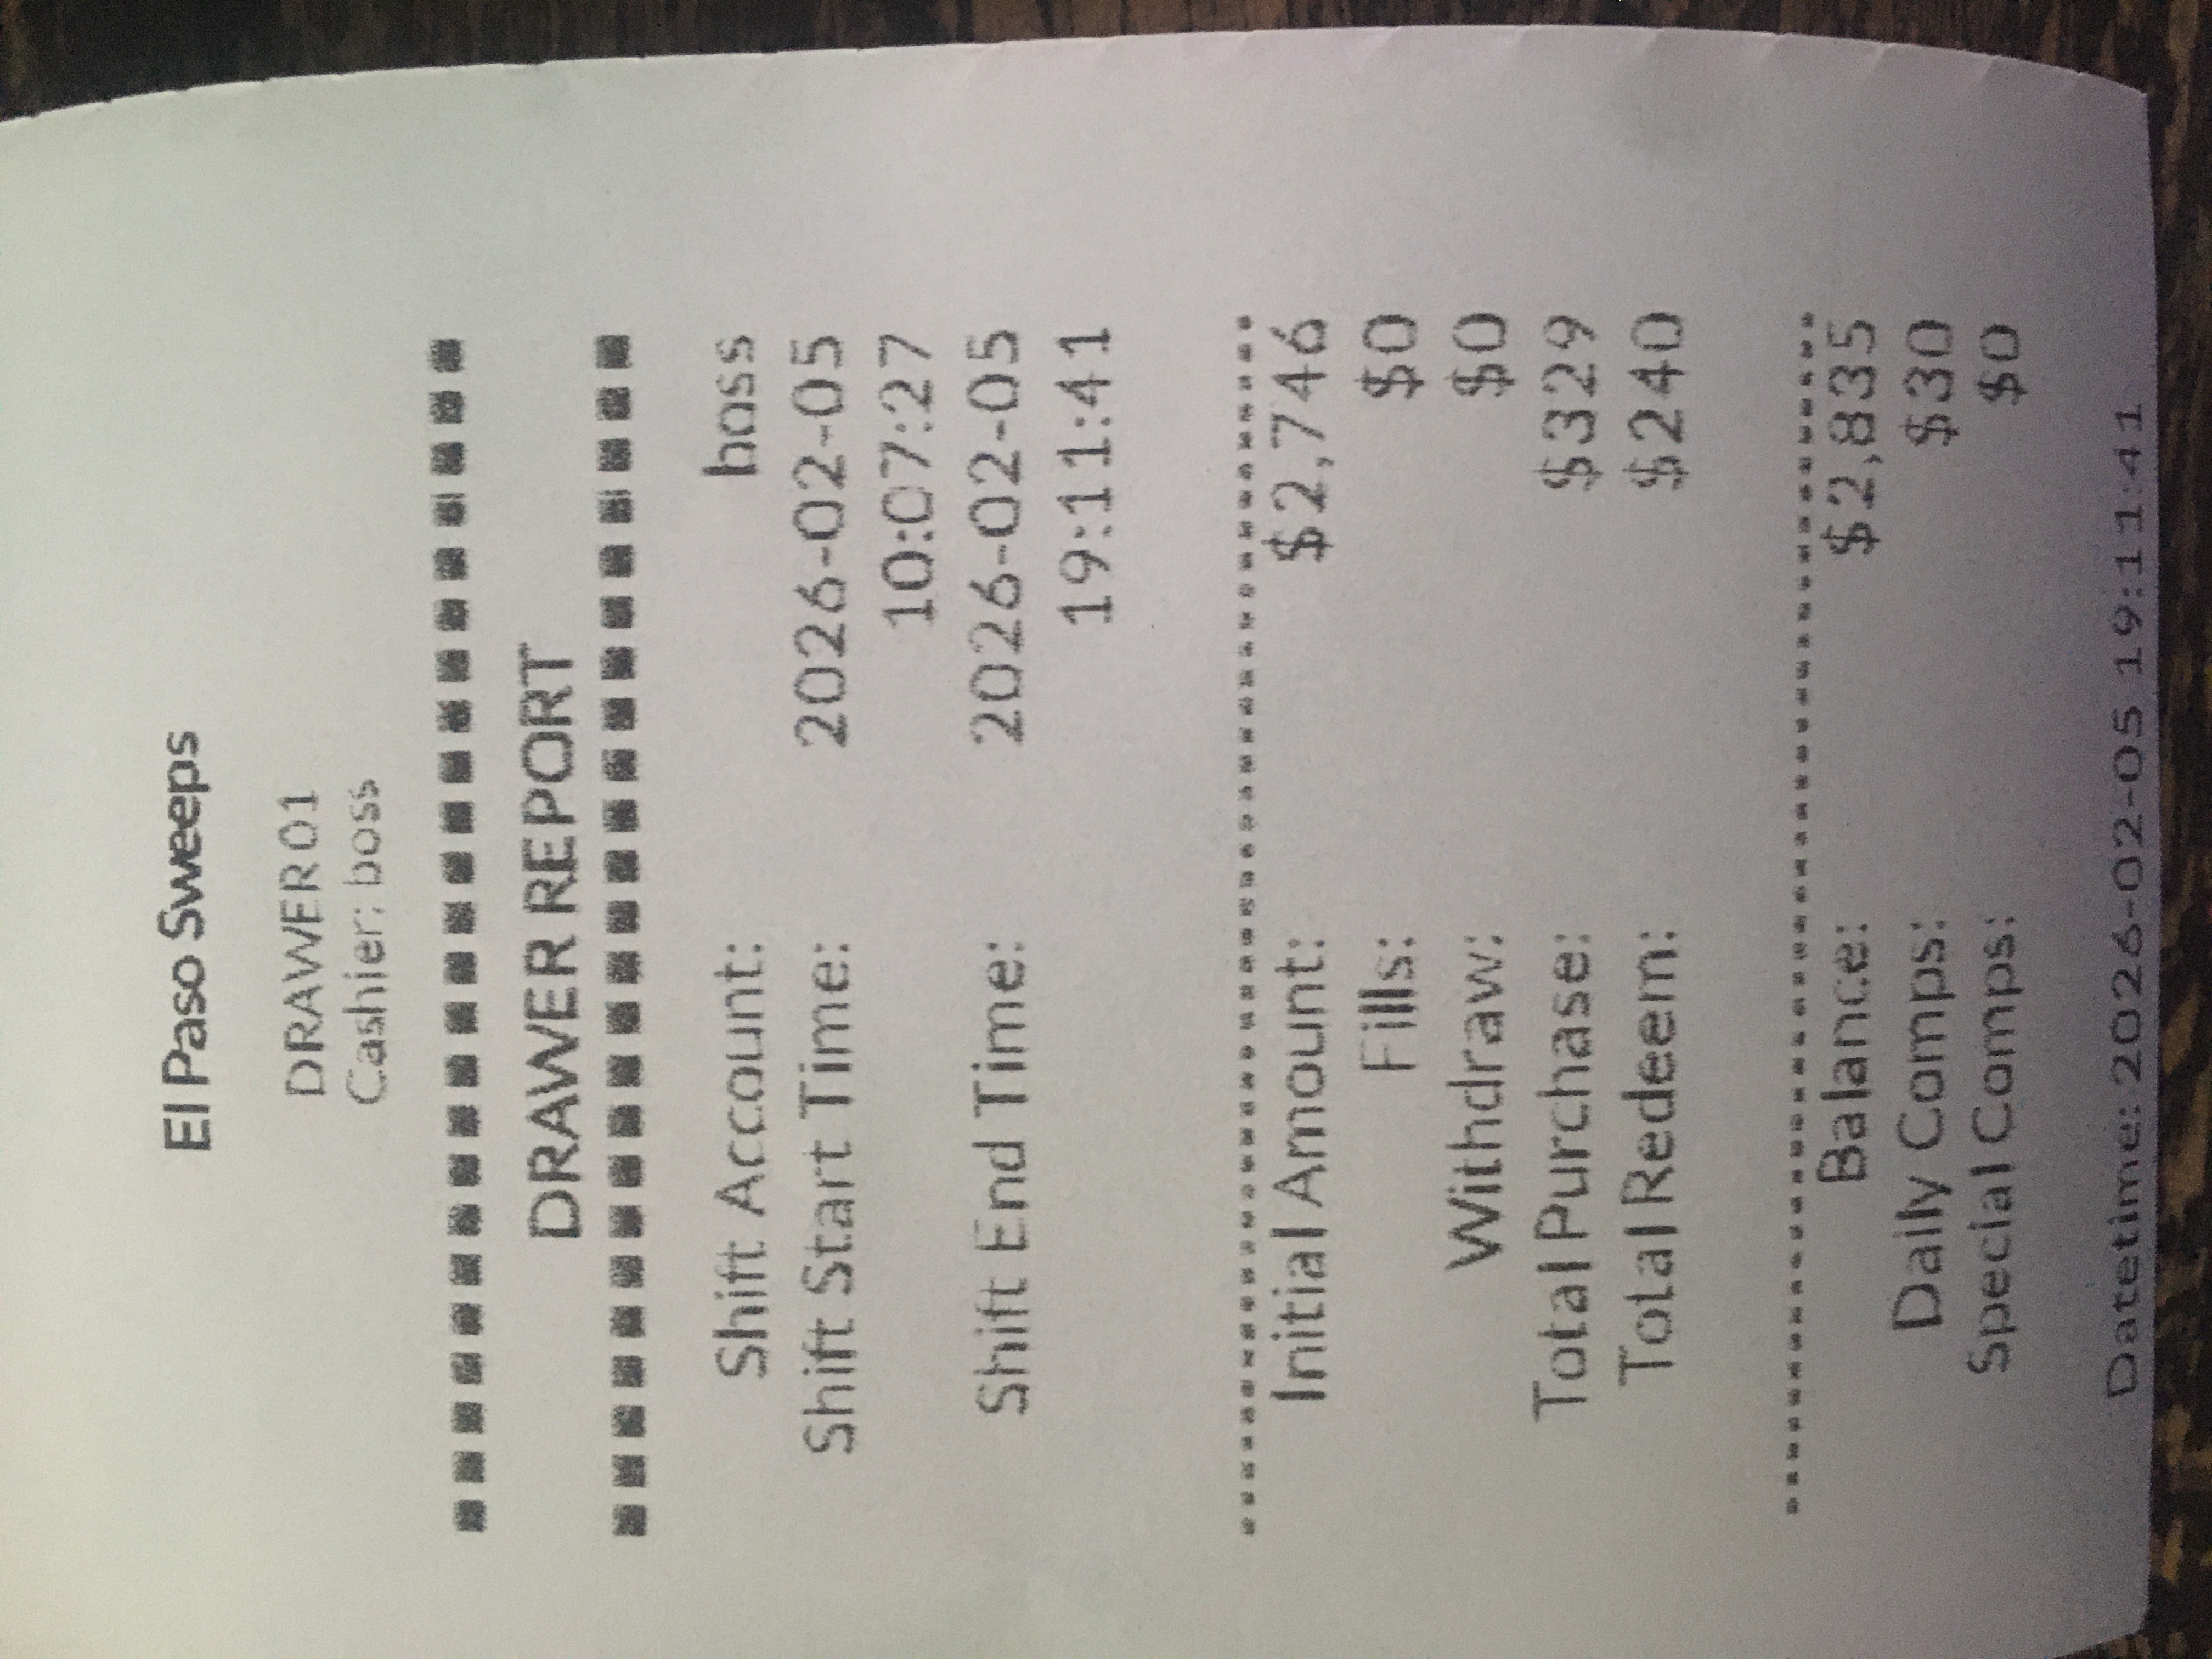 El Paso Sweeps
DRAWER01
Cashier: boss
DRAWER REPORT
Shift Account: boss
Shift Start Time: 2026-02-05
10:07:27
Shift End Time: 2026-02-05
19:11:41
Initial Amount: $2,746
Fills: $0
Withdraw: $0
Total Purchase: $329
Total Redeem: $240
Balance: $2,835
Daily Comps: $30
Special Comps: $0
Datetime: 2026-02-05 19:11:41